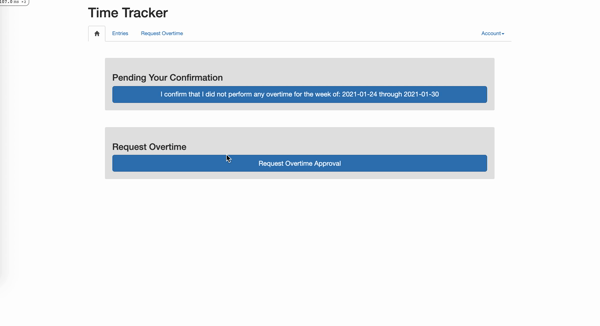 187.0 ms ×1
Time Tracker
Entries
Request Overtime
Account
Pending Your Confirmation
I confirm that I did not perform any overtime for the week of: 2021-01-24 through 2021-01-30
Request Overtime
Request Overtime Approval